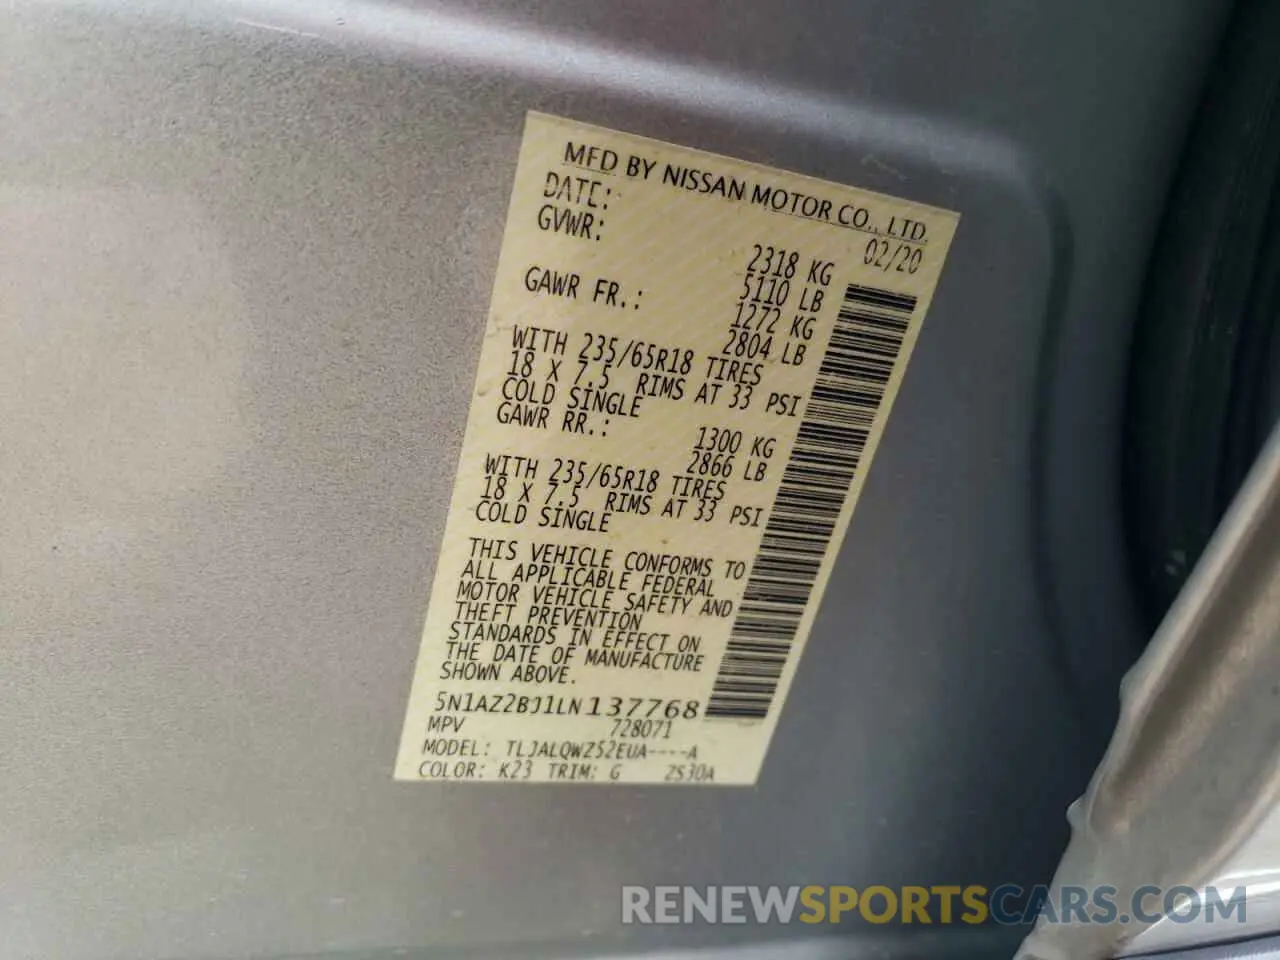 MFD BY NISSAN MOTOR CO., LTD.
DATE: 02/20
GVWR: 2318 KG
5110 LB
GAWR FR.: 1272 KG
2804 LB
WITH 235/65R18 TIRES
18 X 7.5 RIMS AT 33 PSI
COLD SINGLE
GAWR RR.: 1300 KG
2866 LB
WITH 235/65R18 TIRES
18 X 7.5 RIMS AT 33 PSI
COLD SINGLE
THIS VEHICLE CONFORMS TO
ALL APPLICABLE FEDERAL
MOTOR VEHICLE SAFETY AND
THEFT PREVENTION
STANDARDS IN EFFECT ON
THE DATE OF MANUFACTURE
SHOWN ABOVE.
5N1AZ2BJ1LN137768
MPV 728071
MODEL: TLJALQWZ52EUA----A
COLOR: K23 TRIM: G ZS30A
RENEWSPORTSCARS.COM